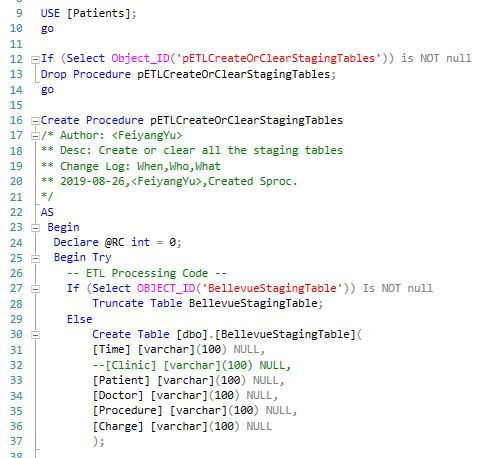 9 USE [Patients];
10 go
11
12 If (Select Object_ID('pETLCreateOrClearStagingTables')) is NOT null
13 Drop Procedure pETLCreateOrClearStagingTables;
14 go
15
16 Create Procedure pETLCreateOrClearStagingTables
17 /* Author: <FeiyangYu>
18 ** Desc: Create or clear all the staging tables
19 ** Change Log: When,Who,What
20 ** 2019-08-26,<FeiyangYu>,Created Sproc.
21 */
22 AS
23 Begin
24 Declare @RC int = 0;
25 Begin Try
26 -- ETL Processing Code --
27 If (Select OBJECT_ID('BellevueStagingTable')) Is NOT null
28 Truncate Table BellevueStagingTable;
29 Else
30 Create Table [dbo].[BellevueStagingTable](
31 [Time] [varchar](100) NULL,
32 --[Clinic] [varchar](100) NULL,
33 [Patient] [varchar](100) NULL,
34 [Doctor] [varchar](100) NULL,
35 [Procedure] [varchar](100) NULL,
36 [Charge] [varchar](100) NULL
37 );
38